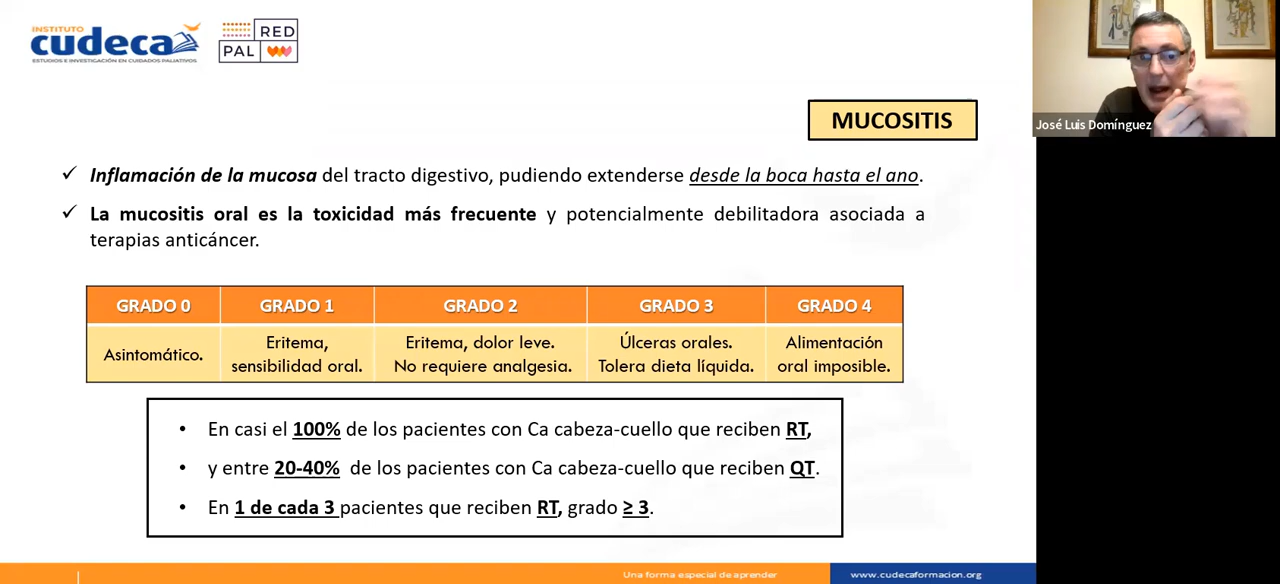 INSTITUTO
cudeca
ESTUDIOS E INVESTIGACIÓN EN CUIDADOS PALIATIVOS
RED
PAL
MUCOSITIS
José Luis Domínguez
✓ Inflamación de la mucosa del tracto digestivo, pudiendo extenderse desde la boca hasta el ano.
✓ La mucositis oral es la toxicidad más frecuente y potencialmente debilitadora asociada a
terapias anticáncer.
GRADO 0 GRADO 1 GRADO 2 GRADO 3 GRADO 4
Asintomático.
Eritema,
sensibilidad oral.
Eritema, dolor leve.
No requiere analgesia.
Úlceras orales.
Tolera dieta líquida.
Alimentación
oral imposible.
• En casi el 100% de los pacientes con Ca cabeza-cuello que reciben RT,
• y entre 20-40% de los pacientes con Ca cabeza-cuello que reciben QT.
• En 1 de cada 3 pacientes que reciben RT, grado ≥ 3.
Una forma especial de aprender
www.cudecaformacion.org